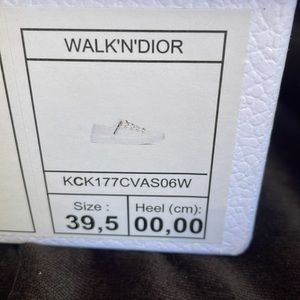 WALK'N'DIOR
KCK177CVAS06W
Size : Heel (cm):
39,5 00,00